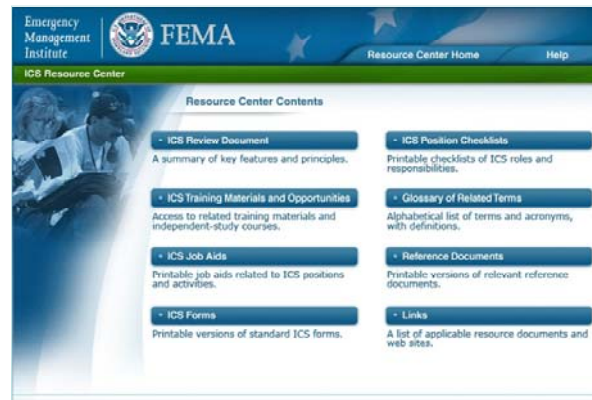 Emergency
Management
Institute
FEMA
Resource Center Home
Help
ICS Resource Center
Resource Center Contents
ICS Review Document
A summary of key features and principles.
ICS Training Materials and Opportunities
Access to related training materials and
independent-study courses.
ICS Job Aids
Printable job aids related to ICS positions
and activities.
ICS Forms
Printable versions of standard ICS forms.
ICS Position Checklists
Printable checklists of ICS roles and
responsibilities.
Glossary of Related Terms
Alphabetical list of terms and acronyms,
with definitions.
Reference Documents
Printable versions of relevant reference
documents.
Links
A list of applicable resource documents and
web sites.